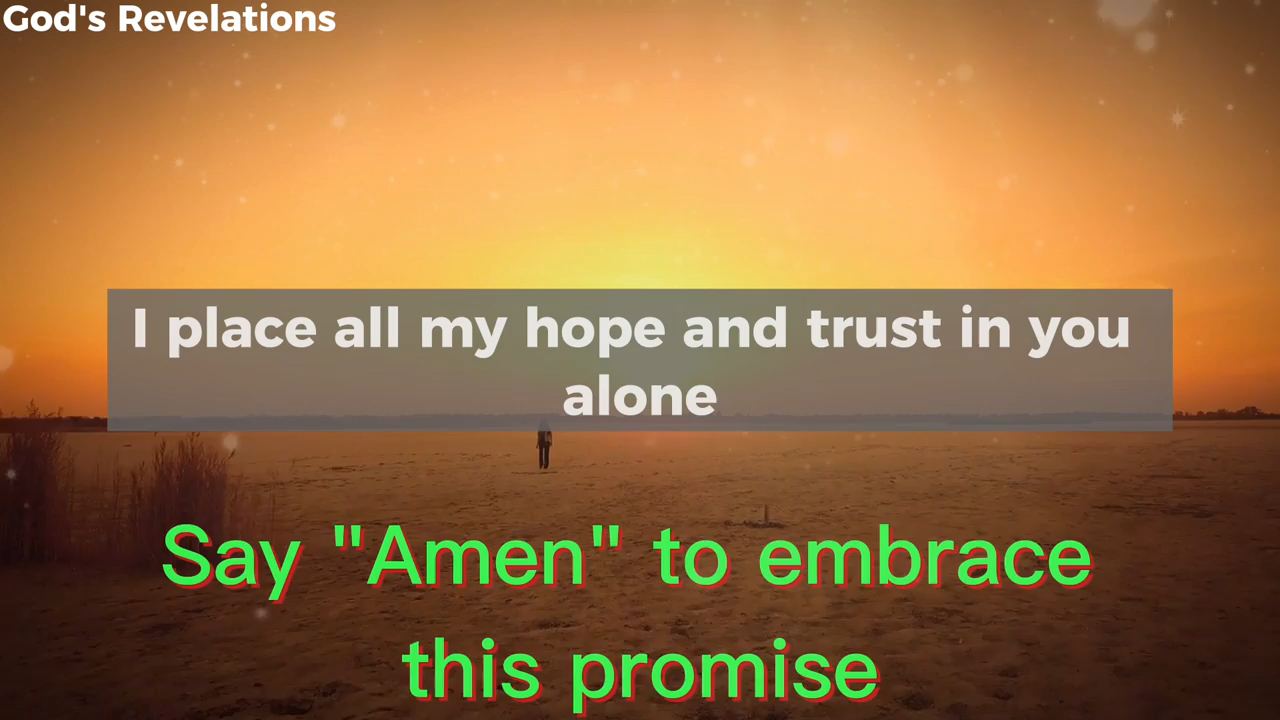 God's Revelations
I place all my hope and trust in you
alone
Say "Amen" to embrace
this promise